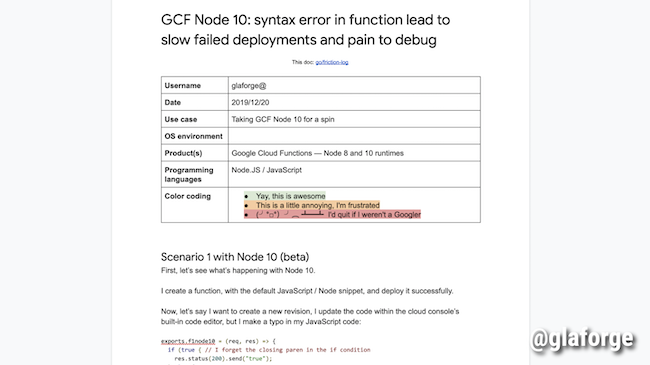 GCF Node 10: syntax error in function lead to
slow failed deployments and pain to debug
This doc: go/friction-log
Username glaforge@
Date 2019/12/20
Use case Taking GCF Node 10 for a spin
OS environment
Product(s) Google Cloud Functions — Node 8 and 10 runtimes
Programming Node.JS / JavaScript
languages
Color coding ● Yay, this is awesome
● This is a little annoying, I'm frustrated
● (╯°□°)╯︵ ┻━┻ I'd quit if I weren't a Googler
Scenario 1 with Node 10 (beta)
First, let's see what's happening with Node 10.
I create a function, with the default JavaScript / Node snippet, and deploy it successfully.
Now, let's say I want to create a new revision, I update the code within the cloud console's
built-in code editor, but I make a typo in my JavaScript code:
exports.f1node10 = (req, res) => {
if (true { // I forget the closing paren in the if condition
res.status(200).send("true");
@glaforge